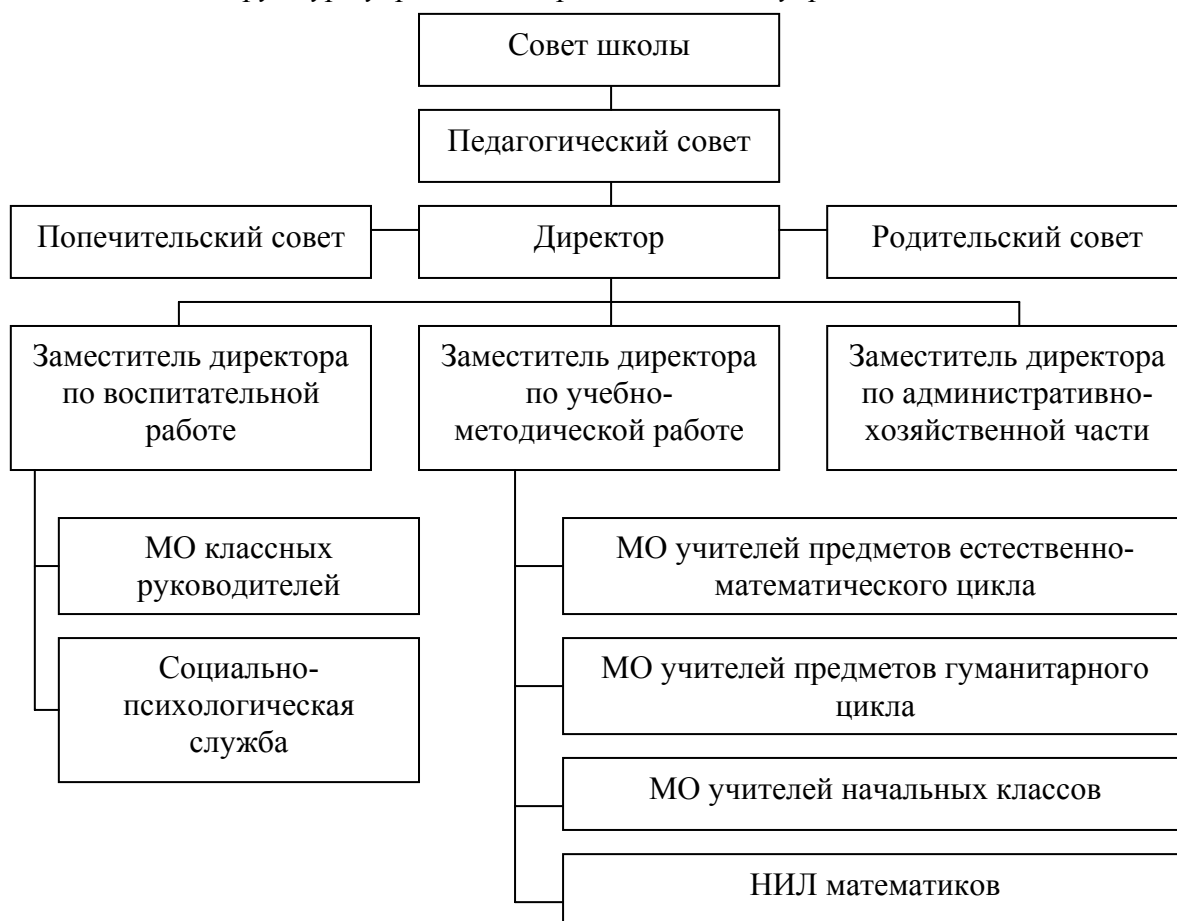 Совет школы
Педагогический совет
Попечительский совет
Директор
Родительский совет
Заместитель директора
по воспитательной
работе
Заместитель директора
по учебно-
методической работе
Заместитель директора
по административно-
хозяйственной части
МО классных
руководителей
Социально-
психологическая
служба
МО учителей предметов естественно-
математического цикла
МО учителей предметов гуманитарного
цикла
МО учителей начальных классов
НИЛ математиков